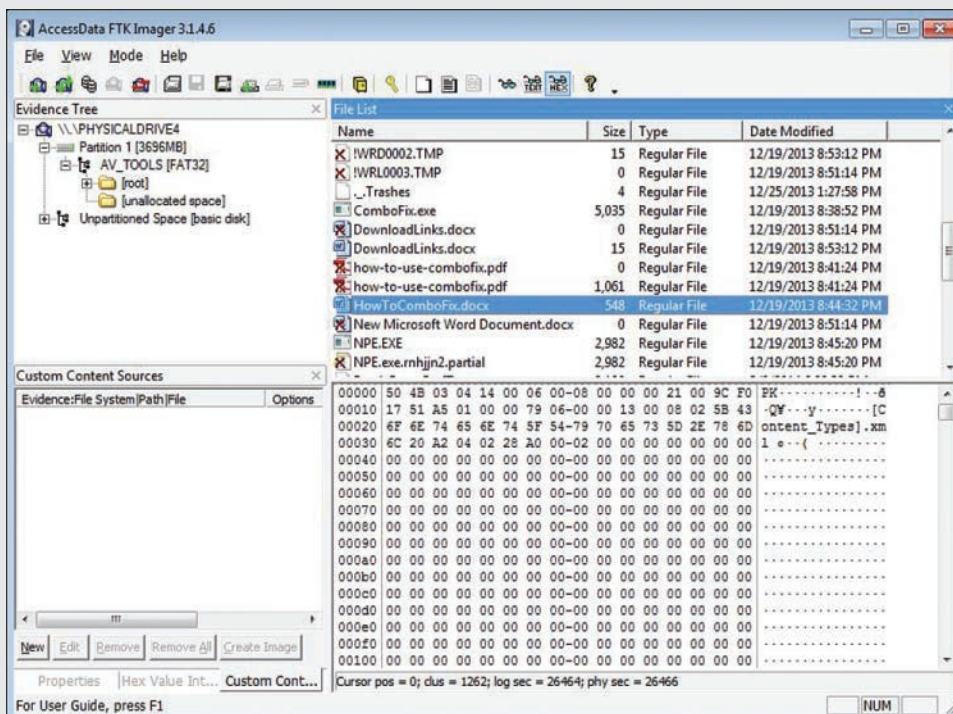 AccessData FTK Imager 3.1.4.6
File View Mode Help
Evidence Tree
\\.\PHYSICALDRIVE4
Partition 1 [3696MB]
AV_TOOLS [FAT32]
[root]
[unallocated space]
Unpartitioned Space [basic disk]
Custom Content Sources
Evidence:File System|Path|File Options
New Edit Remove Remove All Create Image
Properties Hex Value Int... Custom Cont...
File List
Name Size Type Date Modified
!WRD0002.TMP 15 Regular File 12/19/2013 8:53:12 PM
!WRL0003.TMP 0 Regular File 12/19/2013 8:51:14 PM
._.Trashes 4 Regular File 12/25/2013 1:27:58 PM
ComboFix.exe 5,035 Regular File 12/19/2013 8:38:52 PM
DownloadLinks.docx 0 Regular File 12/19/2013 8:51:14 PM
DownloadLinks.docx 15 Regular File 12/19/2013 8:53:12 PM
how-to-use-combofix.pdf 0 Regular File 12/19/2013 8:41:24 PM
how-to-use-combofix.pdf 1,061 Regular File 12/19/2013 8:41:24 PM
HowToComboFix.docx 548 Regular File 12/19/2013 8:44:32 PM
New Microsoft Word Document.docx 0 Regular File 12/19/2013 8:51:14 PM
NPE.EXE 2,982 Regular File 12/19/2013 8:45:20 PM
NPE.exe.rnhjjn2.partial 2,982 Regular File 12/19/2013 8:45:20 PM
00000 50 4B 03 04 14 00 06 00-08 00 00 00 21 00 9C F0 PK··········!··ð
00010 17 51 A5 01 00 00 79 06-00 00 13 00 08 02 5B 43 ·Q¥···y·······[C
00020 6F 6E 74 65 6E 74 5F 54-79 70 65 73 5D 2E 78 6D ontent_Types].xm
00030 6C 20 A2 04 02 28 A0 00-02 00 00 00 00 00 00 00 l ¢··( ·········
00040 00 00 00 00 00 00 00 00-00 00 00 00 00 00 00 00 ················
00050 00 00 00 00 00 00 00 00-00 00 00 00 00 00 00 00 ················
00060 00 00 00 00 00 00 00 00-00 00 00 00 00 00 00 00 ················
00070 00 00 00 00 00 00 00 00-00 00 00 00 00 00 00 00 ················
00080 00 00 00 00 00 00 00 00-00 00 00 00 00 00 00 00 ················
00090 00 00 00 00 00 00 00 00-00 00 00 00 00 00 00 00 ················
000a0 00 00 00 00 00 00 00 00-00 00 00 00 00 00 00 00 ················
000b0 00 00 00 00 00 00 00 00-00 00 00 00 00 00 00 00 ················
000c0 00 00 00 00 00 00 00 00-00 00 00 00 00 00 00 00 ················
000d0 00 00 00 00 00 00 00 00-00 00 00 00 00 00 00 00 ················
000e0 00 00 00 00 00 00 00 00-00 00 00 00 00 00 00 00 ················
000f0 00 00 00 00 00 00 00 00-00 00 00 00 00 00 00 00 ················
00100 00 00 00 00 00 00 00 00-00 00 00 00 00 00 00 00 ················
Cursor pos = 0; clus = 1262; log sec = 26464; phy sec = 26466
For User Guide, press F1
NUM